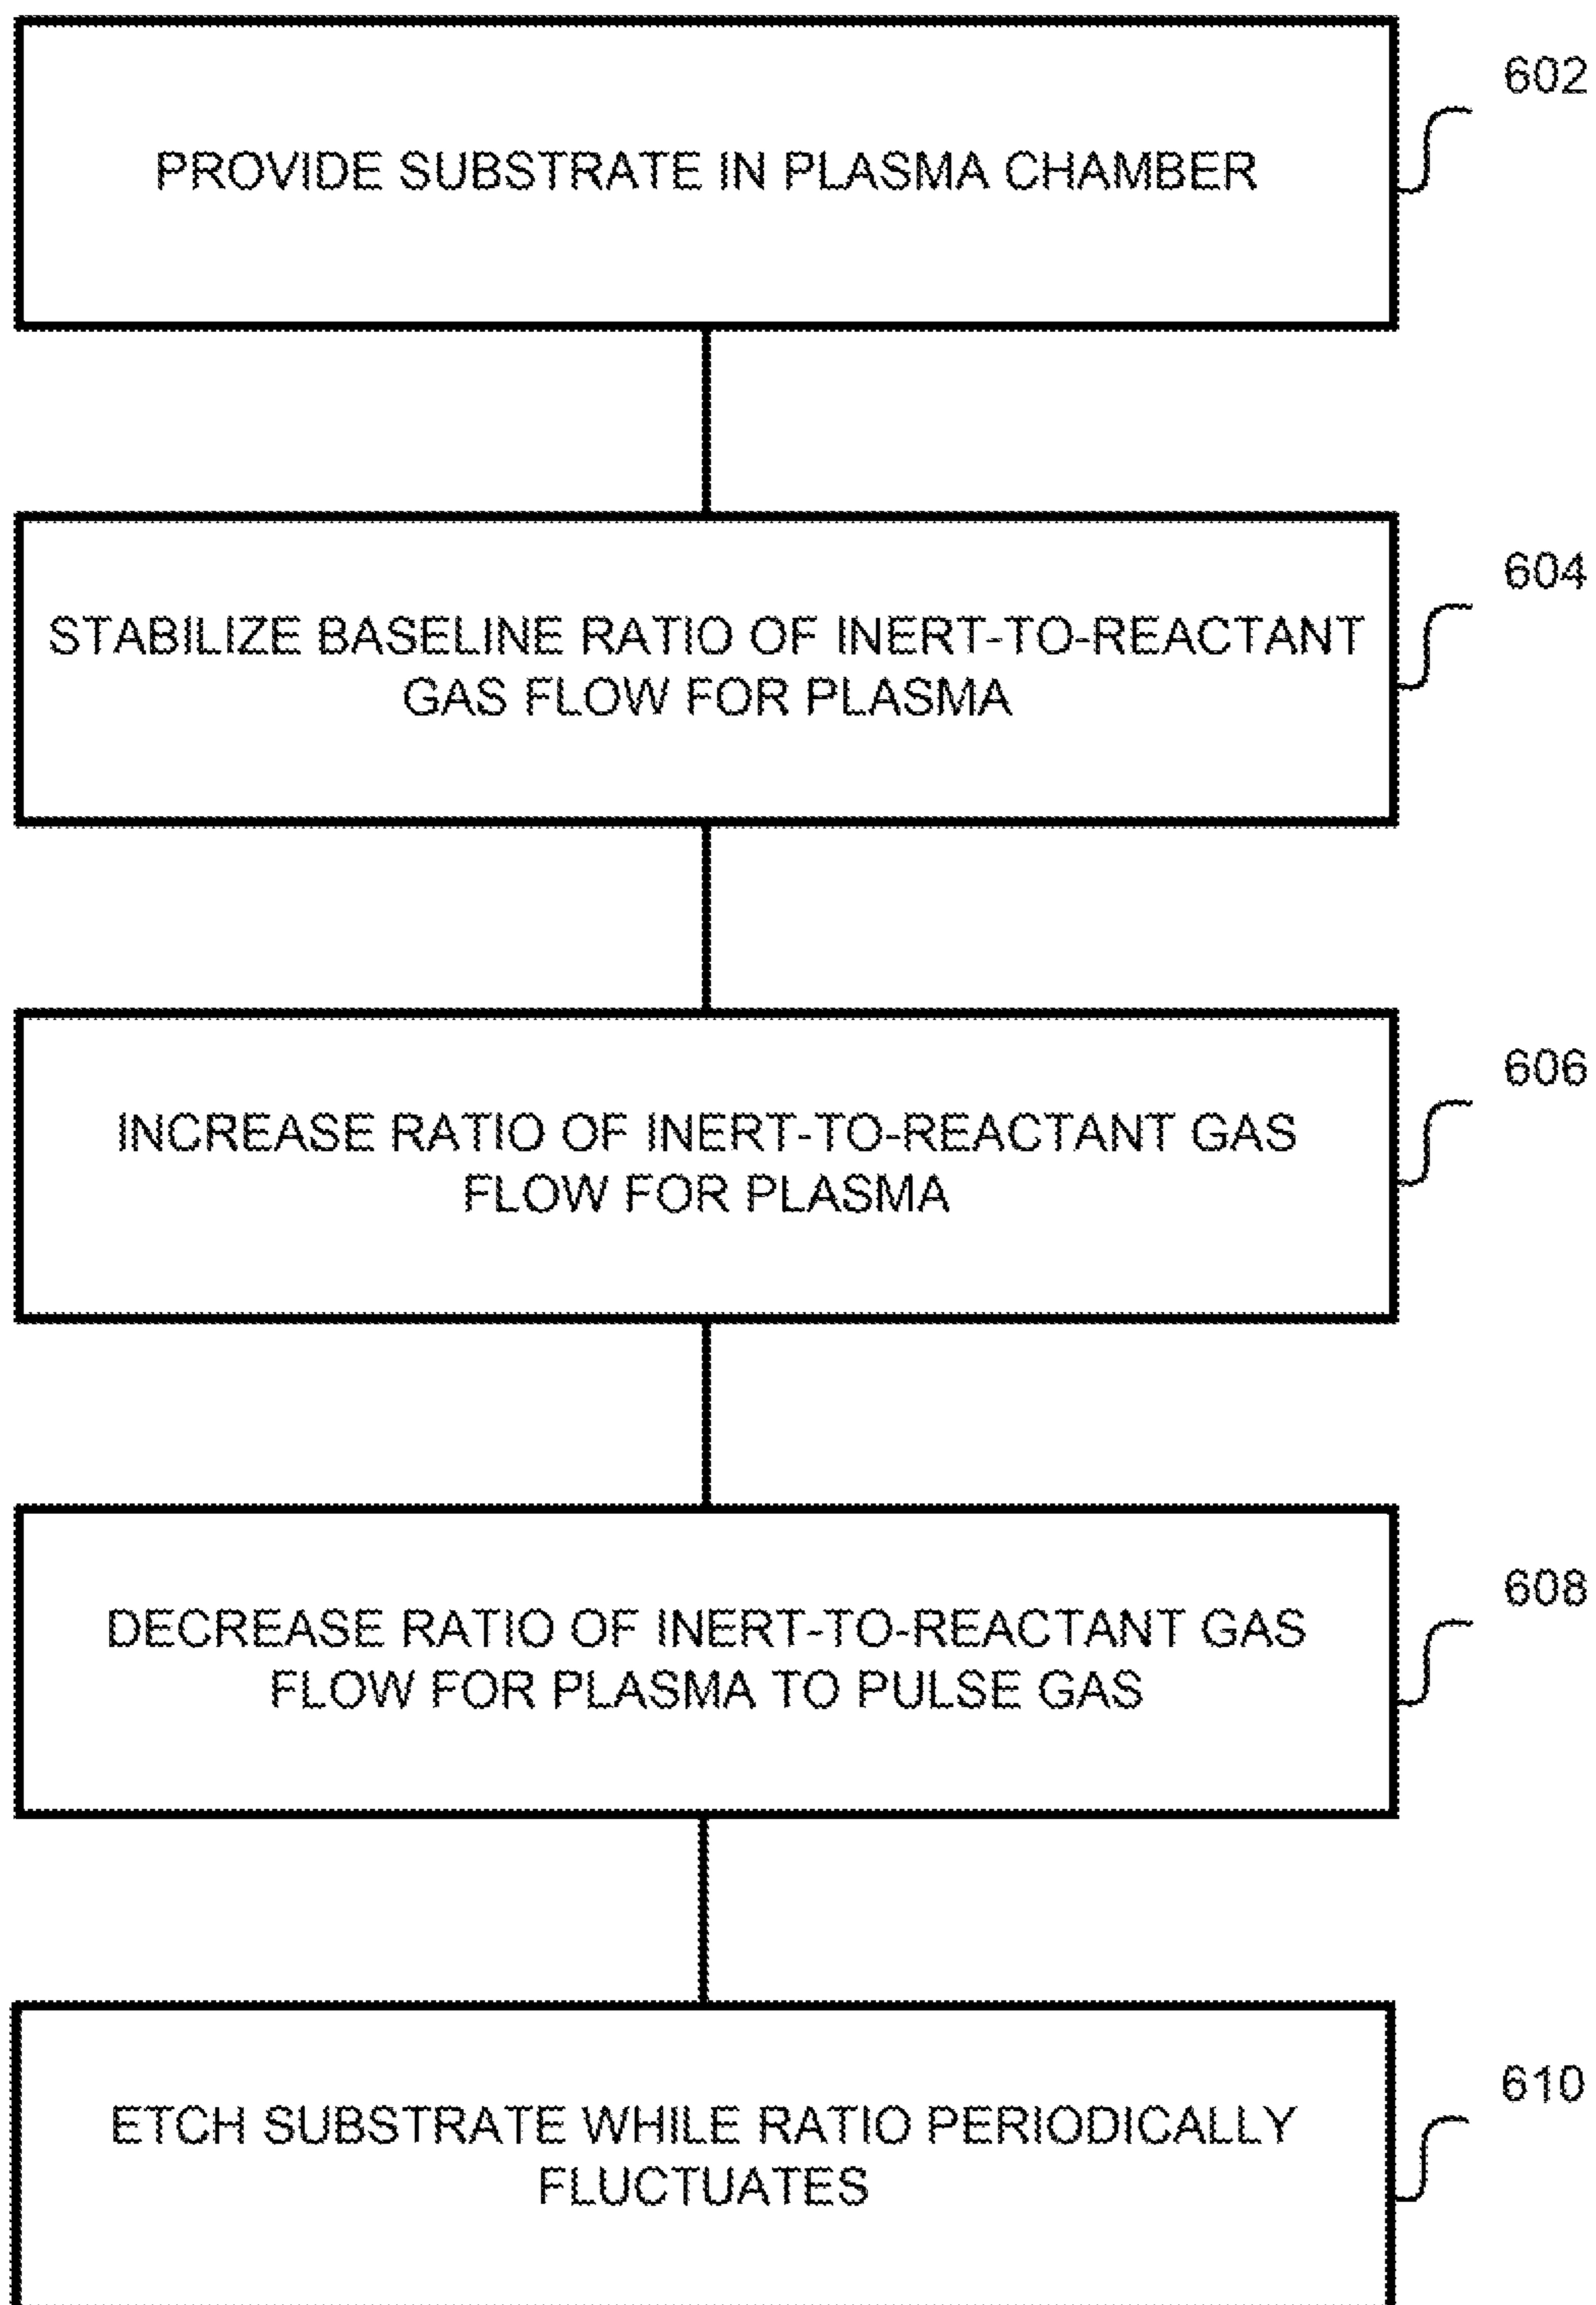 602
PROVIDE SUBSTRATE IN PLASMA CHAMBER
604
STABILIZE BASELINE RATIO OF INERT-TO-REACTANT
GAS FLOW FOR PLASMA
606
INCREASE RATIO OF INERT-TO-REACTANT GAS
FLOW FOR PLASMA
608
DECREASE RATIO OF INERT-TO-REACTANT GAS
FLOW FOR PLASMA TO PULSE GAS
610
ETCH SUBSTRATE WHILE RATIO PERIODICALLY
FLUCTUATES